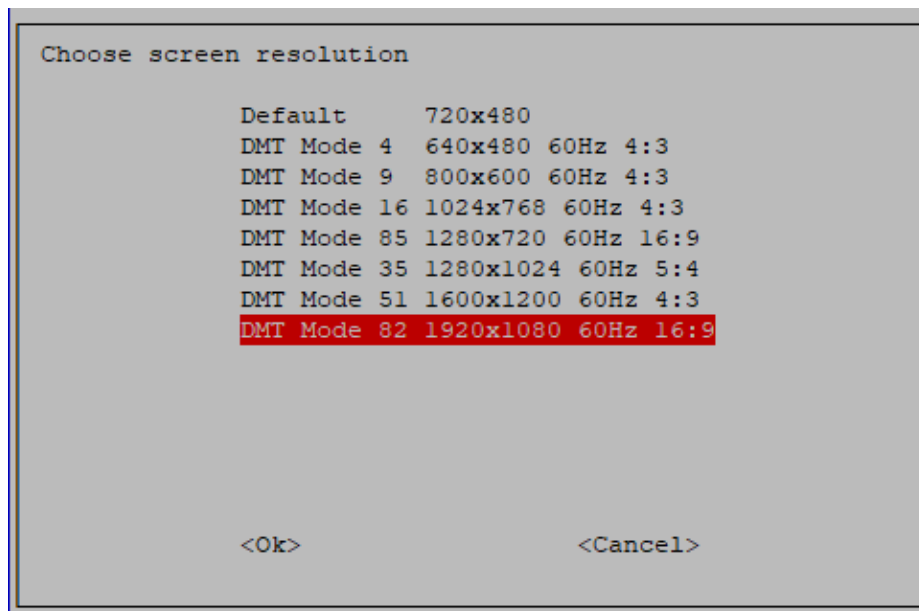 Choose screen resolution
Default 720x480
DMT Mode 4 640x480 60Hz 4:3
DMT Mode 9 800x600 60Hz 4:3
DMT Mode 16 1024x768 60Hz 4:3
DMT Mode 85 1280x720 60Hz 16:9
DMT Mode 35 1280x1024 60Hz 5:4
DMT Mode 51 1600x1200 60Hz 4:3
DMT Mode 82 1920x1080 60Hz 16:9
<Ok> <Cancel>